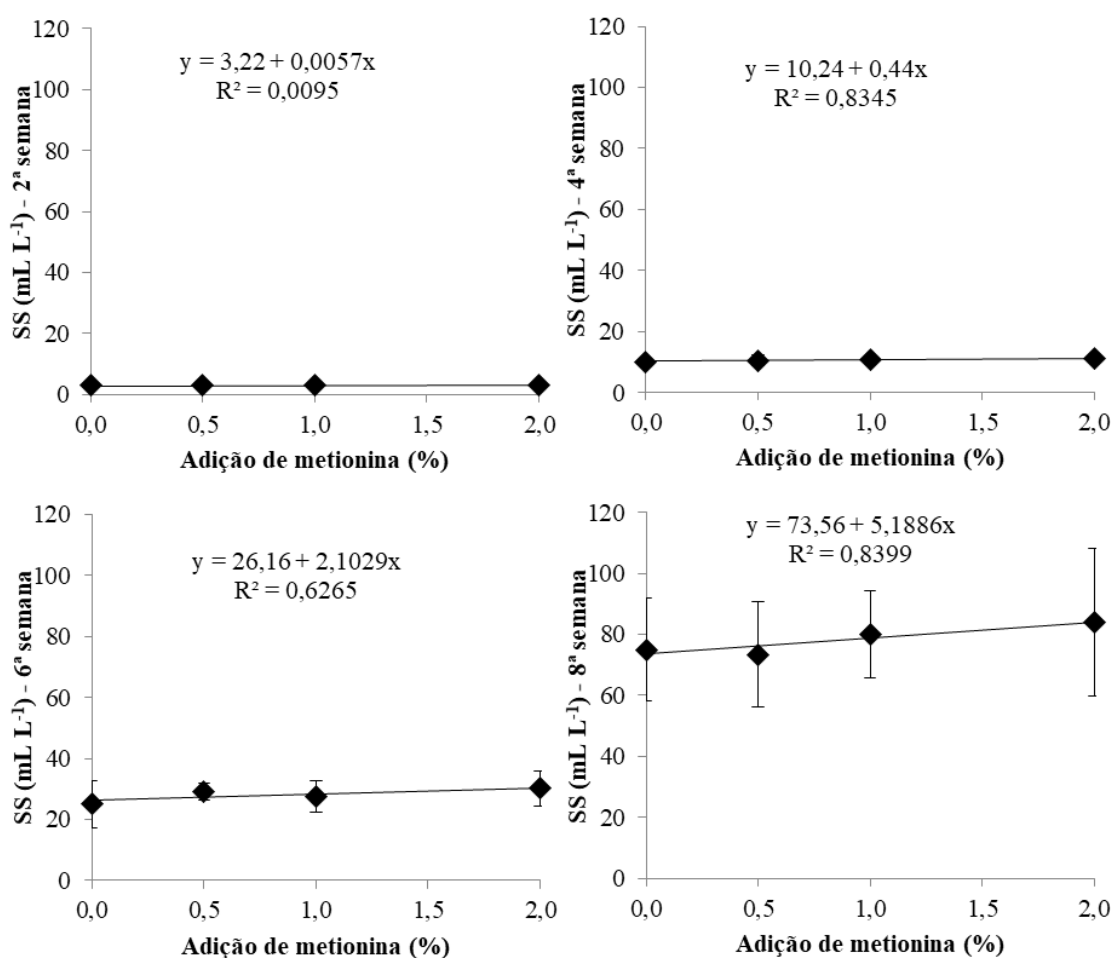 SS (mL L⁻¹) - 2ª semana
120
100
80
60
40
20
0
y = 3,22 + 0,0057x
R² = 0,0095
0,0 0,5 1,0 1,5 2,0
Adição de metionina (%)
SS (mL L⁻¹) - 4ª semana
120
100
80
60
40
20
0
y = 10,24 + 0,44x
R² = 0,8345
0,0 0,5 1,0 1,5 2,0
Adição de metionina (%)
SS (mL L⁻¹) - 6ª semana
120
100
80
60
40
20
0
y = 26,16 + 2,1029x
R² = 0,6265
0,0 0,5 1,0 1,5 2,0
Adição de metionina (%)
SS (mL L⁻¹) - 8ª semana
120
100
80
60
40
20
0
y = 73,56 + 5,1886x
R² = 0,8399
0,0 0,5 1,0 1,5 2,0
Adição de metionina (%)